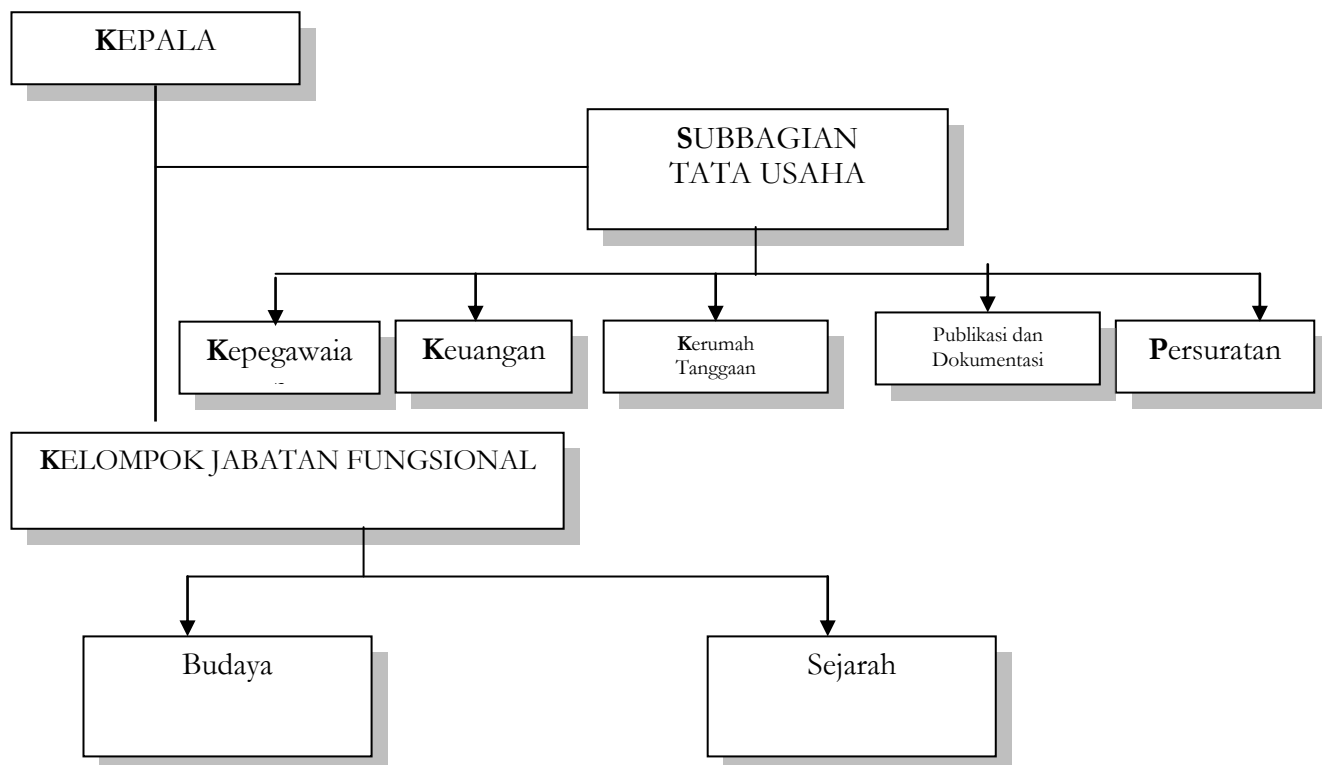 KEPALA
SUBBAGIAN
TATA USAHA
Kepegawaia
Keuangan
Kerumah
Tanggaan
Publikasi dan
Dokumentasi
Persuratan
KELOMPOK JABATAN FUNGSIONAL
Budaya
Sejarah